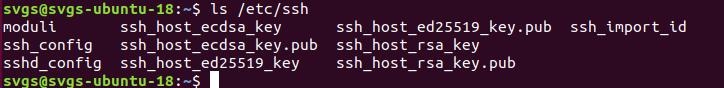 svgs@svgs-ubuntu-18:~$ ls /etc/ssh
moduli ssh_host_ecdsa_key ssh_host_ed25519_key.pub ssh_import_id
ssh_config ssh_host_ecdsa_key.pub ssh_host_rsa_key
sshd_config ssh_host_ed25519_key ssh_host_rsa_key.pub
svgs@svgs-ubuntu-18:~$